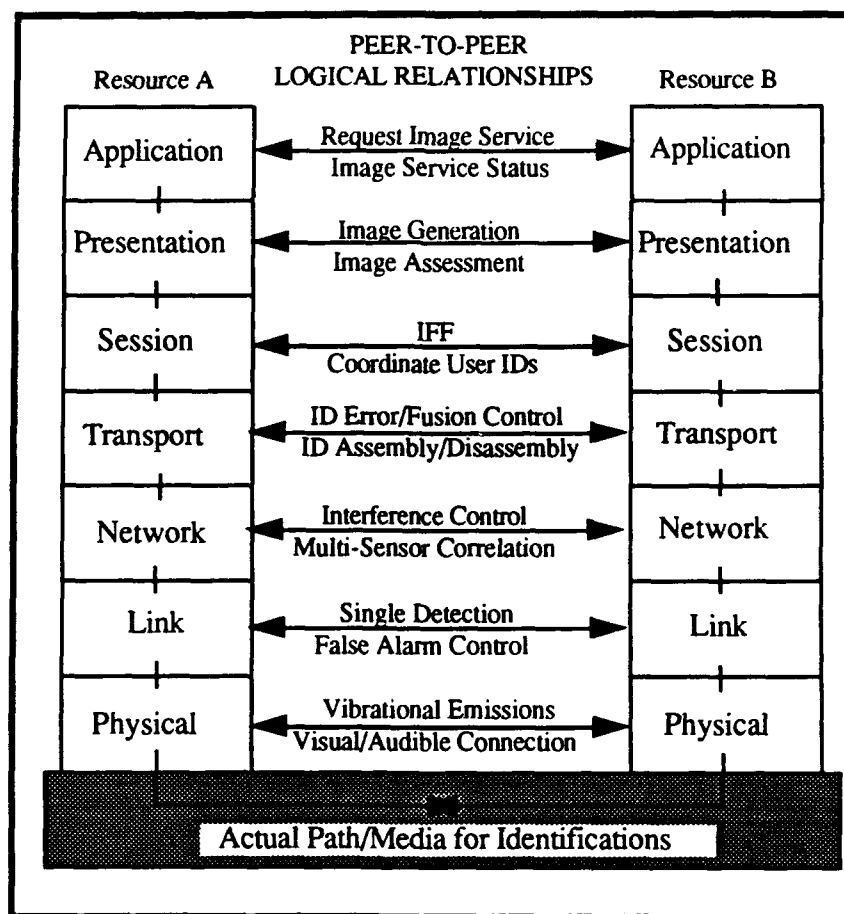 PEER-TO-PEER
LOGICAL RELATIONSHIPS
Resource A
Resource B
Application
Request Image Service
Image Service Status
Application
Presentation
Image Generation
Image Assessment
Presentation
Session
IFF
Coordinate User IDs
Session
Transport
ID Error/Fusion Control
ID Assembly/Disassembly
Transport
Network
Interference Control
Multi-Sensor Correlation
Network
Link
Single Detection
False Alarm Control
Link
Physical
Vibrational Emissions
Visual/Audible Connection
Physical
Actual Path/Media for Identifications